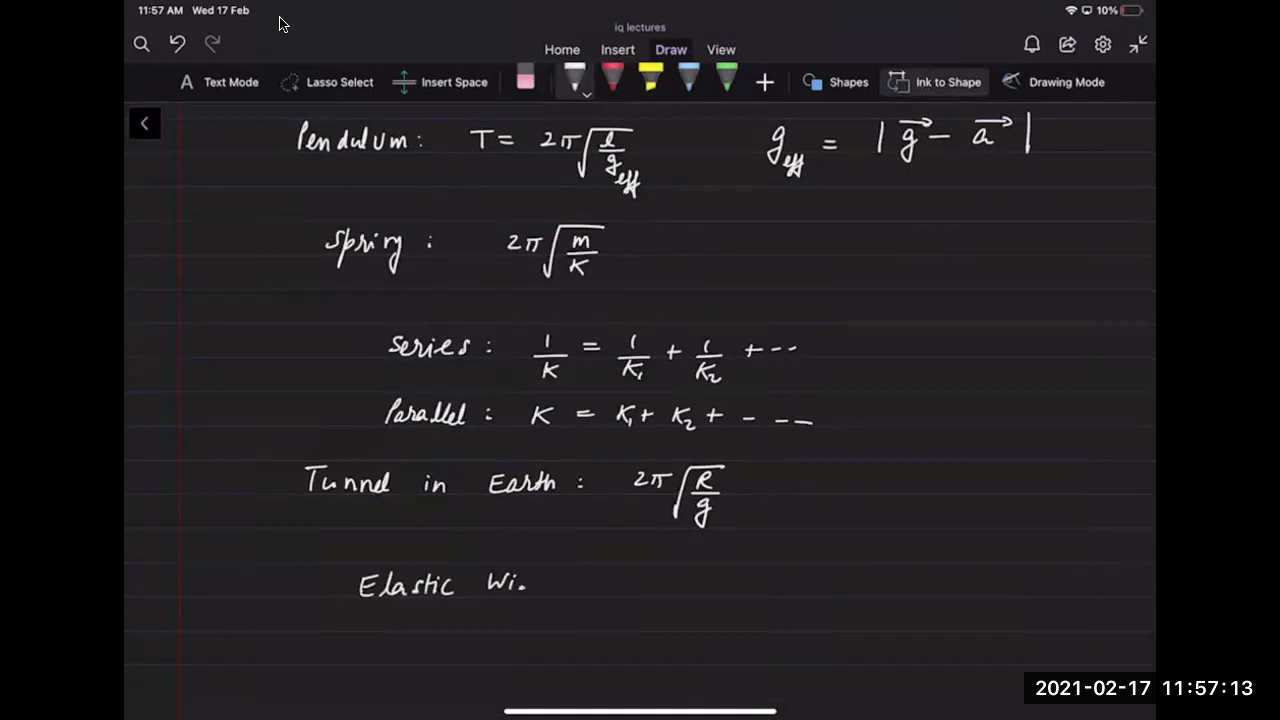 11:57 AM Wed 17 Feb
10%
iq lectures
Home Insert Draw View
Text Mode Lasso Select Insert Space Shapes Ink to Shape Drawing Mode
Pendulum: T = 2π√(l/g_eff) g_eff = |g⃗ - a⃗|
Spring: 2π√(m/K)
Series: 1/K = 1/K₁ + 1/K₂ + --
Parallel: K = K₁ + K₂ + - --
Tunnel in Earth: 2π√(R/g)
Elastic Wi.
2021-02-17 11:57:13